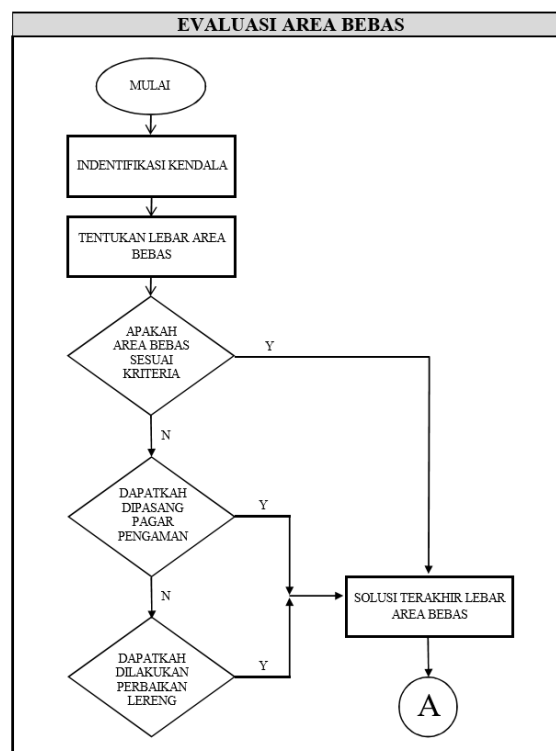 EVALUASI AREA BEBAS
MULAI
INDENTIFIKASI KENDALA
TENTUKAN LEBAR AREA
BEBAS
APAKAH
AREA BEBAS
SESUAI
KRITERIA
Y
N
DAPATKAH
DIPASANG
PAGAR
PENGAMAN
Y
N
SOLUSI TERAKHIR LEBAR
AREA BEBAS
DAPATKAH
DILAKUKAN
PERBAIKAN
LERENG
Y
A